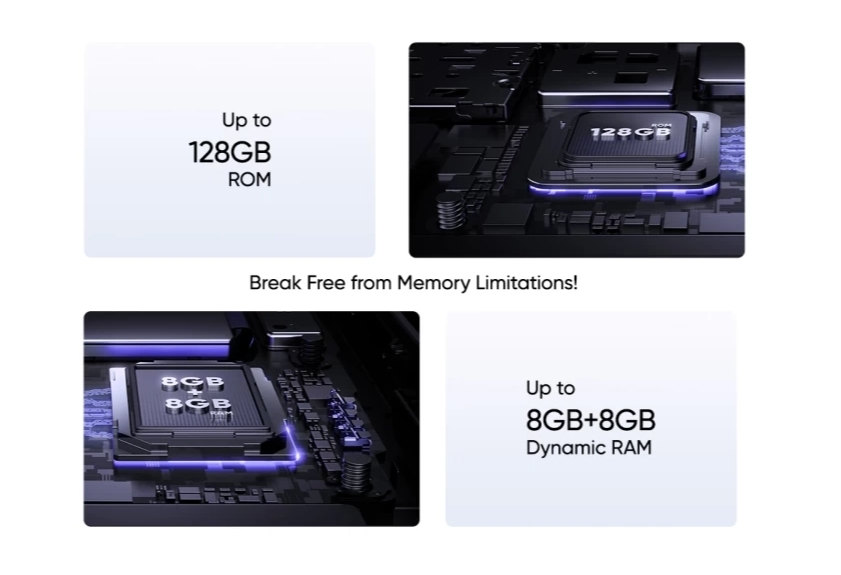 Up to
128GB
ROM
ROM
128GB
Break Free from Memory Limitations!
8GB
+
8GB
RAM
Up to
8GB+8GB
Dynamic RAM